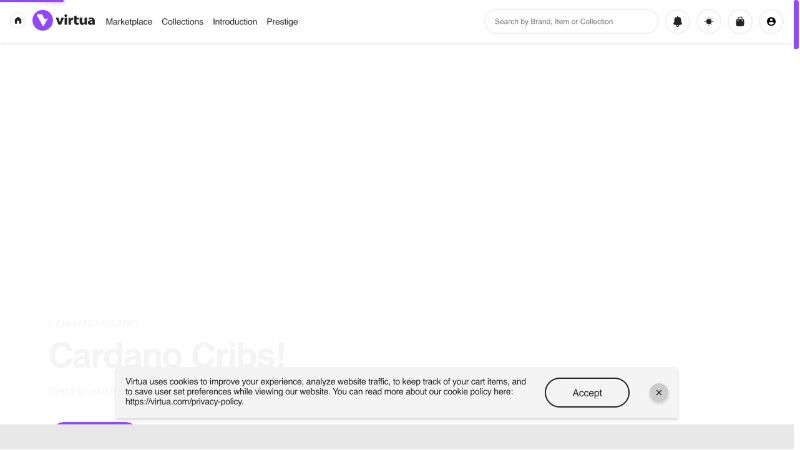 virtua
Marketplace Collections Introduction Prestige
Search by Brand, Item or Collection
CARDANO ISLAND
Cardano Cribs!
Virtua uses cookies to improve your experience, analyze website traffic, to keep track of your cart items, and
to save user set preferences while viewing our website. You can read more about our cookie policy here:
https://virtua.com/privacy-policy.
Accept